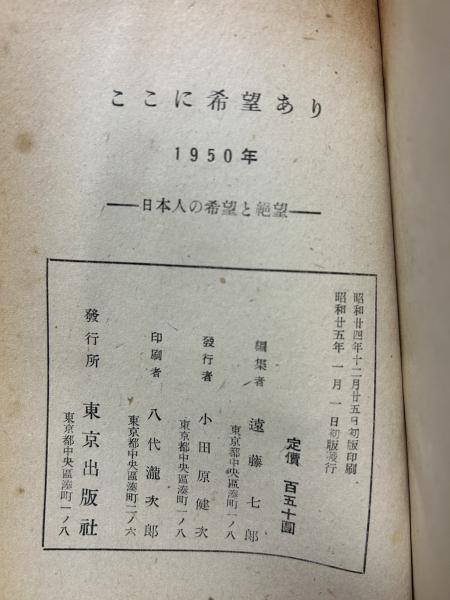 ここに希望あり
1950年
――日本人の希望と絶望――
昭和廿四年十二月廿五日初版印刷
昭和廿五年一月一日初版発行
定價 百五十圓
編集者 遠藤七郎
東京都中央區湊町一ノ八
發行者 小田原健次
東京都中央區湊町一ノ八
印刷者 八代瀧次郎
東京都中央區湊町二ノ六
發行所 東京出版社
東京都中央區湊町一ノ八